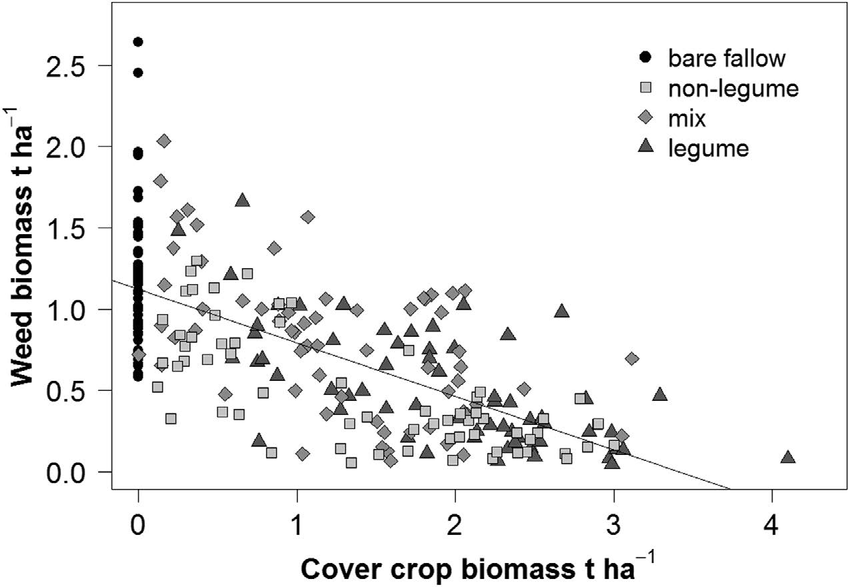 2.5
2.0
1.5
1.0
0.5
0.0
Weed biomass t ha⁻¹
bare fallow
non-legume
mix
legume
0 1 2 3 4
Cover crop biomass t ha⁻¹